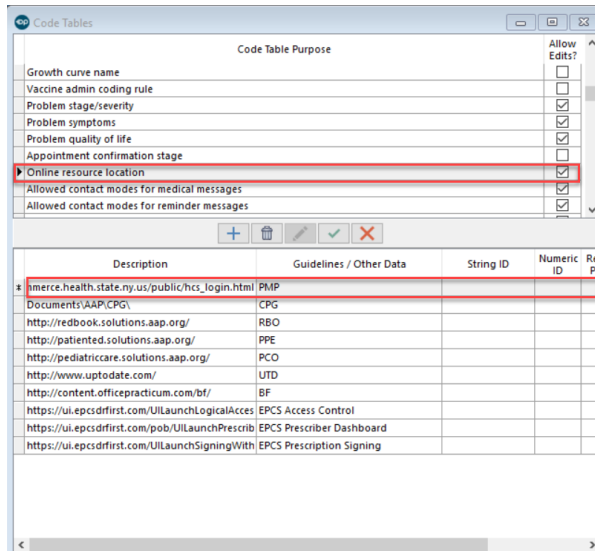 Code Tables
Code Table Purpose Allow Edits?
Growth curve name
Vaccine admin coding rule
Problem stage/severity
Problem symptoms
Problem quality of life
Appointment confirmation stage
Online resource location
Allowed contact modes for medical messages
Allowed contact modes for reminder messages
Description Guidelines / Other Data String ID Numeric ID
nmerce.health.state.ny.us/public/hcs_login.html PMP
Documents\AAP\CPG\ CPG
http://redbook.solutions.aap.org/ RBO
http://patiented.solutions.aap.org/ PPE
http://pediatriccare.solutions.aap.org/ PCO
http://www.uptodate.com/ UTD
http://content.officepracticum.com/bf/ BF
https://ui.epcsdrfirst.com/UILaunchLogicalAcces EPCS Access Control
https://ui.epcsdrfirst.com/pob/UILaunchPrescrib EPCS Prescriber Dashboard
https://ui.epcsdrfirst.com/UILaunchSigningWith EPCS Prescription Signing